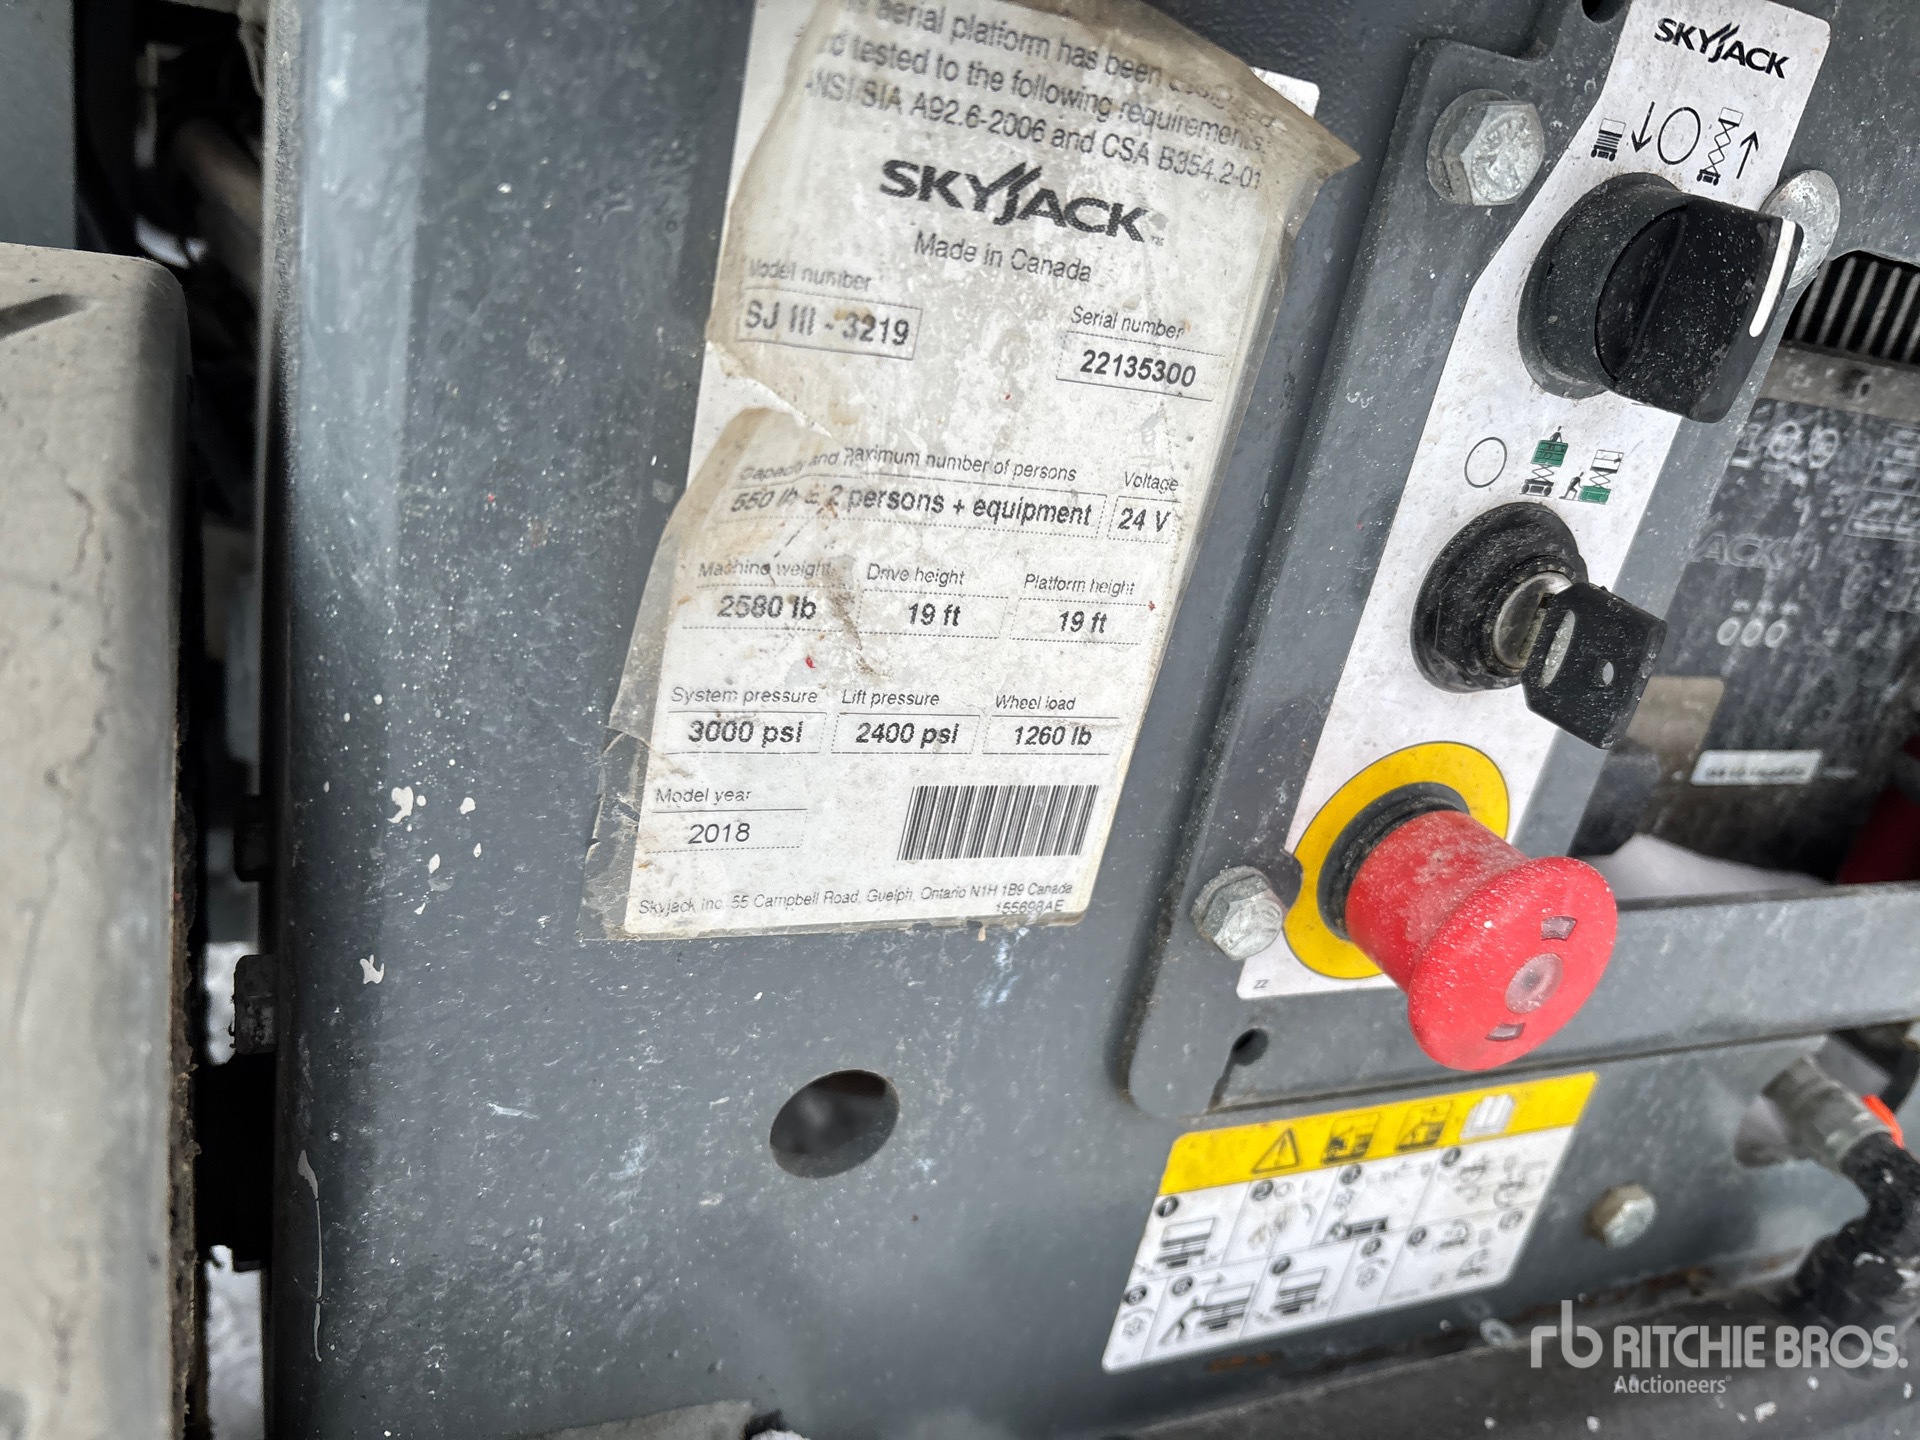 aerial platform has been
tested to the following requirements:
ANSI/SIA A92.6-2006 and CSA B354.2-01
SKYJACK
Made in Canada
Model number
SJ III - 3219
Serial number
22135300
Capacity and maximum number of persons
550 lb = 2 persons + equipment
Voltage
24 V
Machine weight
2580 lb
Drive height
19 ft
Platform height
19 ft
System pressure
3000 psi
Lift pressure
2400 psi
Wheel load
1260 lb
Model year
2018
Skyjack Inc. 55 Campbell Road, Guelph, Ontario N1H 1B9 Canada
155698AE
SKYJACK
ZZ
000
rb RITCHIE BROS.
Auctioneers